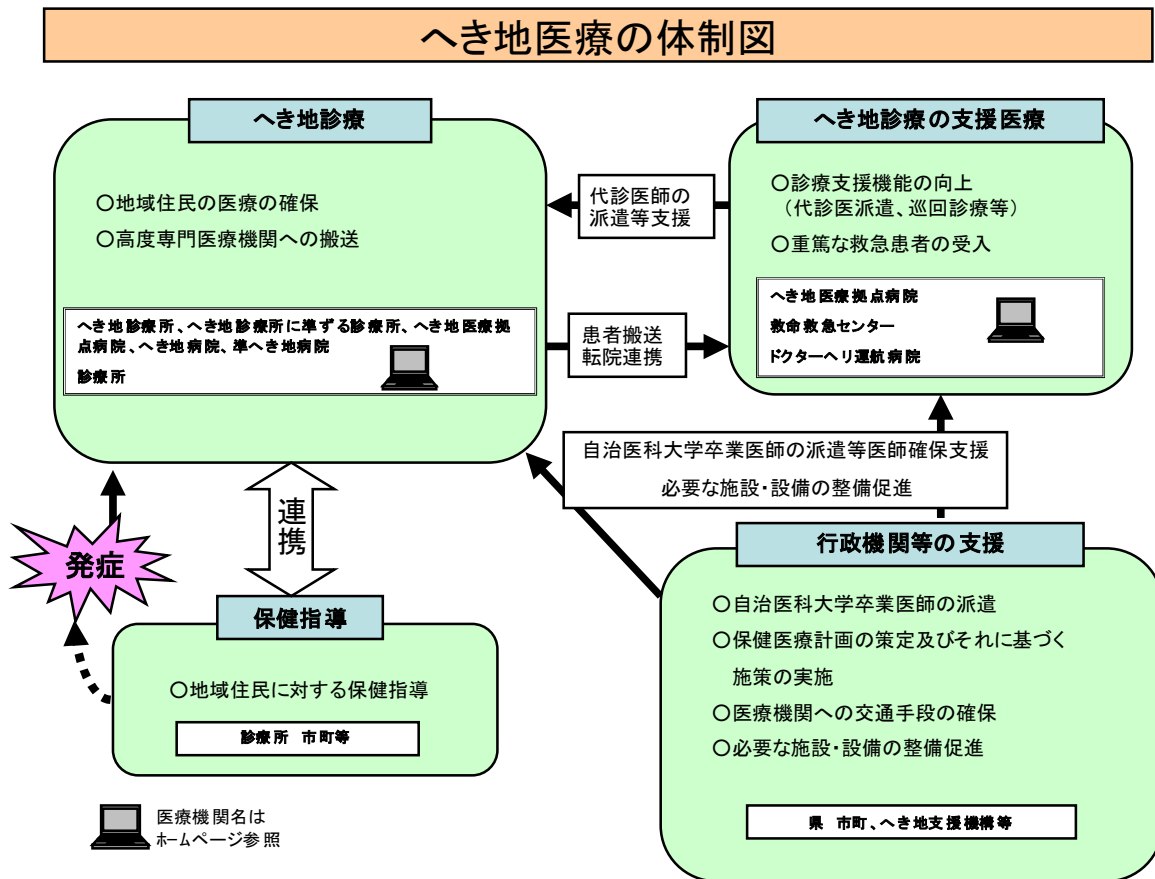 へき地医療の体制図
へき地診療
○地域住民の医療の確保
○高度専門医療機関への搬送
へき地診療所、へき地診療所に準ずる診療所、へき地医療拠
点病院、へき地病院、準へき地病院
診療所
代診医師の
派遣等支援
患者搬送
転院連携
へき地診療の支援医療
○診療支援機能の向上
（代診医派遣、巡回診療等）
○重篤な救急患者の受入
へき地医療拠点病院
救命救急センター
ドクターヘリ運航病院
自治医科大学卒業医師の派遣等医師確保支援
必要な施設・設備の整備促進
発症
連携
保健指導
○地域住民に対する保健指導
診療所 市町等
行政機関等の支援
○自治医科大学卒業医師の派遣
○保健医療計画の策定及びそれに基づく
施策の実施
○医療機関への交通手段の確保
○必要な施設・設備の整備促進
県 市町、へき地支援機構等
医療機関名は
ホームページ参照